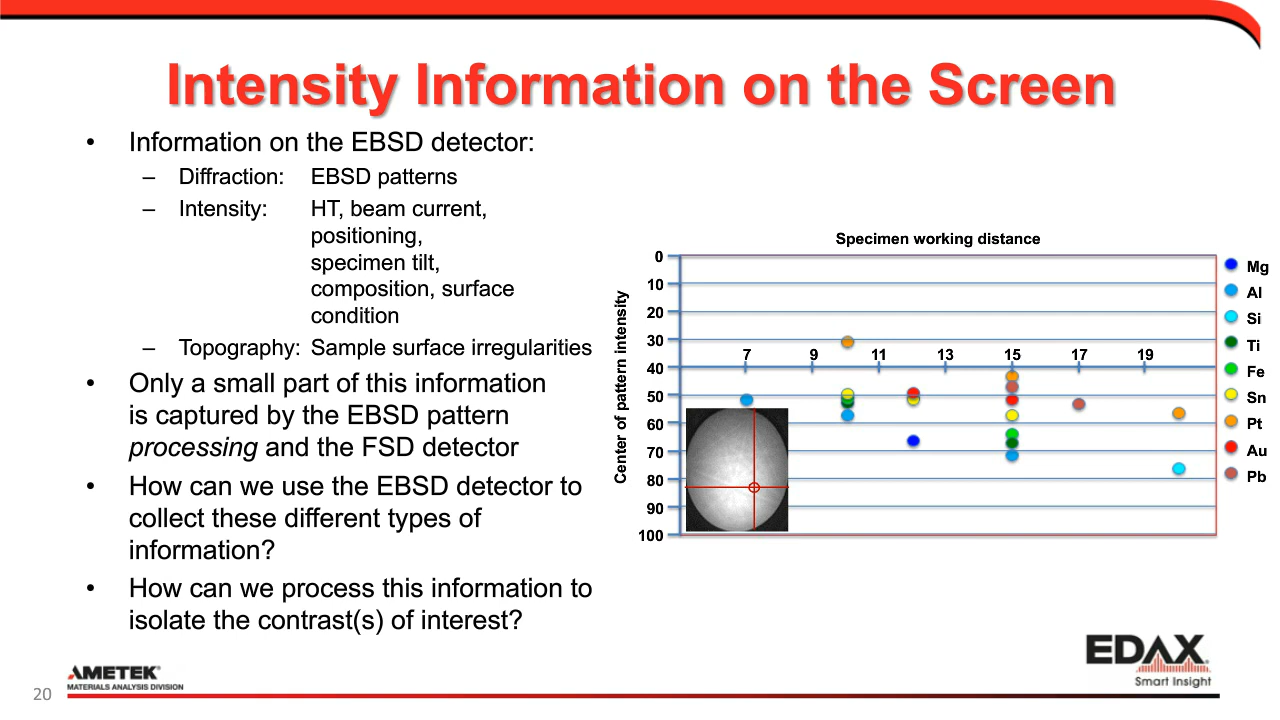 Intensity Information on the Screen
• Information on the EBSD detector:
– Diffraction: EBSD patterns
– Intensity: HT, beam current,
positioning,
specimen tilt,
composition, surface
condition
– Topography: Sample surface irregularities
• Only a small part of this information
is captured by the EBSD pattern
processing and the FSD detector
• How can we use the EBSD detector to
collect these different types of
information?
• How can we process this information to
isolate the contrast(s) of interest?
Specimen working distance
Center of pattern intensity
0
10
20
30
40
50
60
70
80
90
100
7 9 11 13 15 17 19
Mg
Al
Si
Ti
Fe
Sn
Pt
Au
Pb
20
AMETEK®
MATERIALS ANALYSIS DIVISION
EDAX
Smart Insight